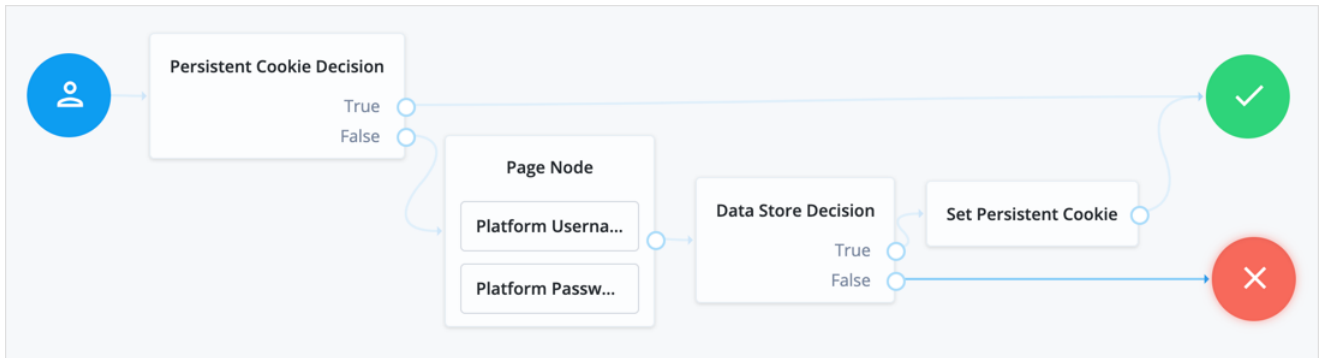 Persistent Cookie Decision
True
False
Page Node
Platform Userna...
Platform Passw...
Data Store Decision
True
False
Set Persistent Cookie